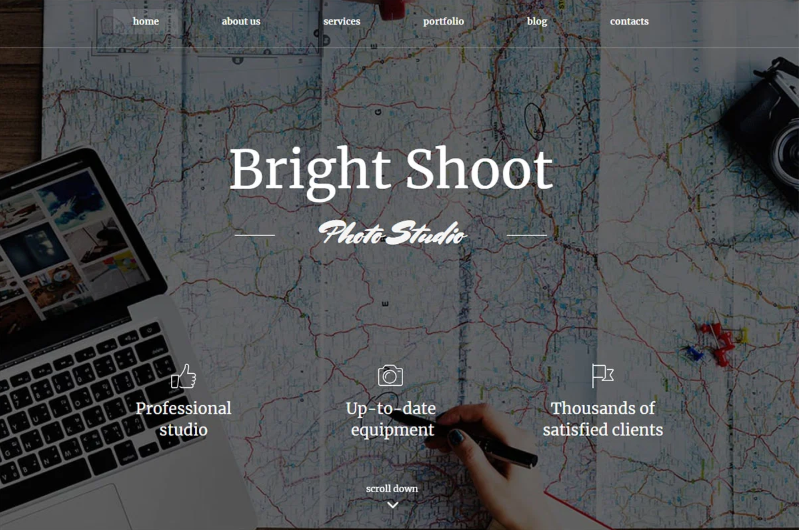 home about us services portfolio blog contacts
Bright Shoot
Photo Studio
Professional
studio
Up-to-date
equipment
Thousands of
satisfied clients
scroll down